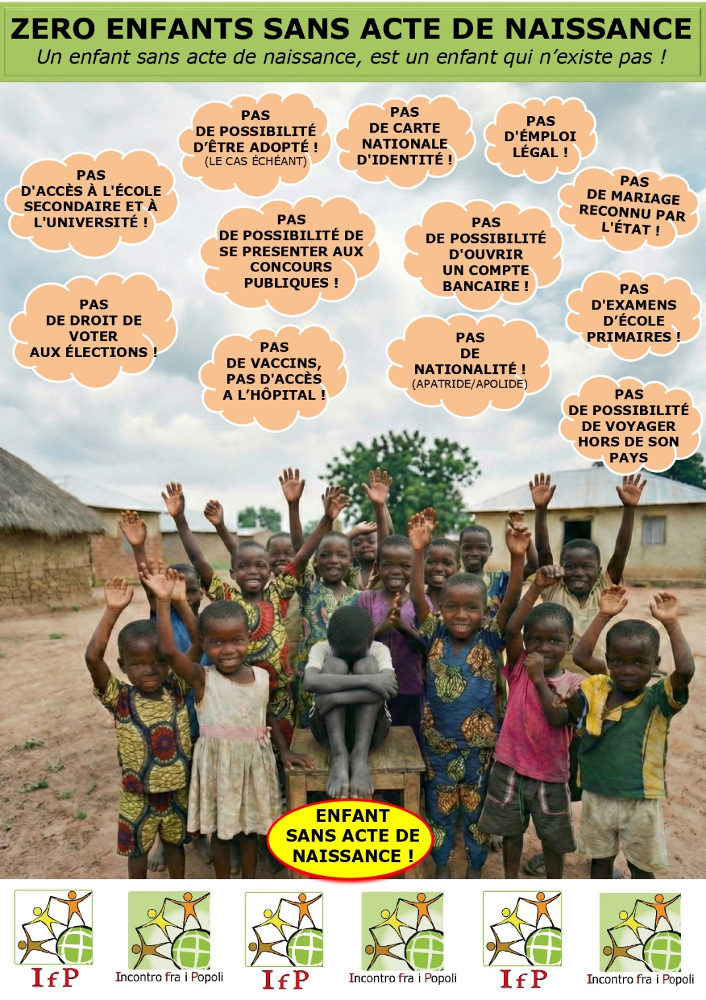 ZERO ENFANTS SANS ACTE DE NAISSANCE
Un enfant sans acte de naissance, est un enfant qui n’existe pas !
PAS
DE POSSIBILITÉ
D’ÊTRE ADOPTÉ !
(LE CAS ÉCHÉANT)
PAS
DE CARTE
NATIONALE
D'IDENTITÉ !
PAS
D'ÉMPLOI
LÉGAL !
PAS
D'ACCÈS À L'ÉCOLE
SECONDAIRE ET À
L'UNIVERSITÉ !
PAS
DE POSSIBILITÉ DE
SE PRESENTER AUX
CONCOURS
PUBLIQUES !
PAS
DE POSSIBILITÉ
D'OUVRIR
UN COMPTE
BANCAIRE !
PAS
DE MARIAGE
RECONNU PAR
L'ÉTAT !
PAS
DE DROIT DE
VOTER
AUX ÉLECTIONS !
PAS
DE VACCINS,
PAS D'ACCÈS
A L’HÔPITAL !
PAS
DE
NATIONALITÉ !
(APATRIDE/APOLIDE)
PAS
D'EXAMENS
D’ÉCOLE
PRIMAIRES !
PAS
DE POSSIBILITÉ
DE VOYAGER
HORS DE SON
PAYS
ENFANT
SANS ACTE DE
NAISSANCE !
IfP
Incontro fra i Popoli
IfP
Incontro fra i Popoli
IfP
Incontro fra i Popoli